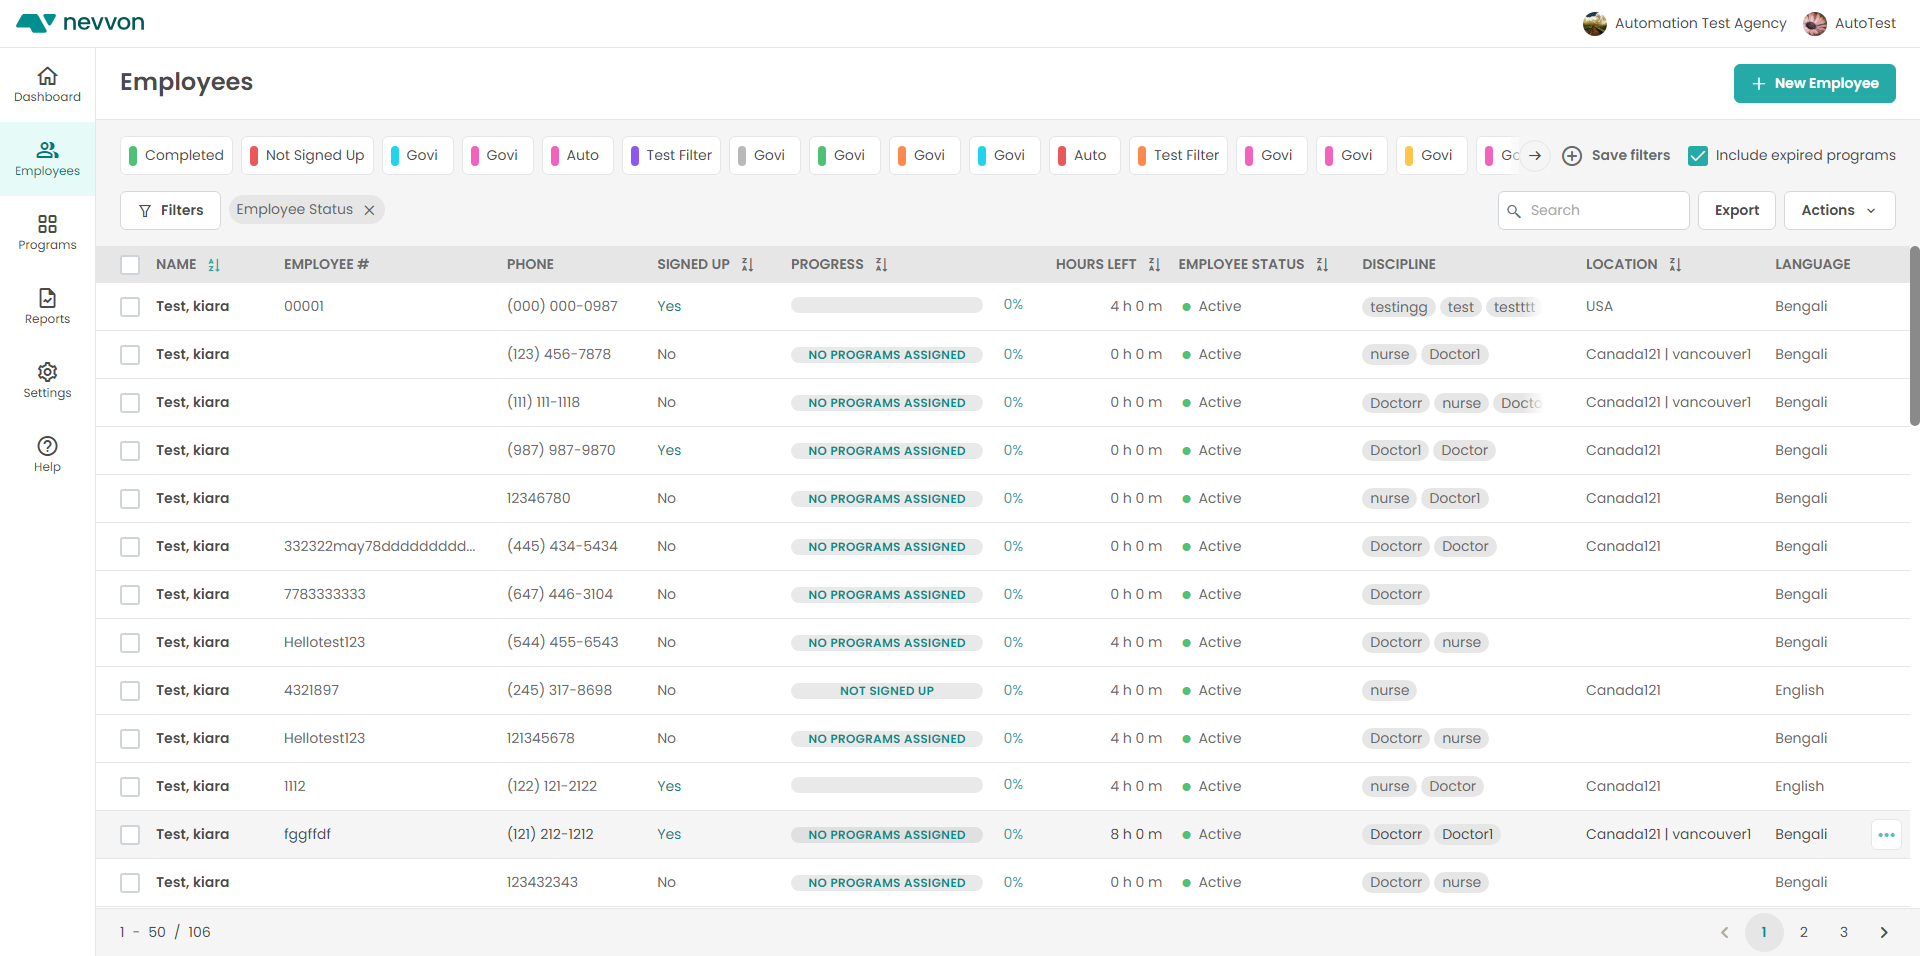 nevvon
Automation Test Agency AutoTest
Dashboard
Employees
Programs
Reports
Settings
Help
Employees
+ New Employee
Completed Not Signed Up Govi Govi Auto Test Filter Govi Govi Govi Govi Auto Test Filter Govi Govi Govi Save filters Include expired programs
Filters Employee Status Search Export Actions
NAME EMPLOYEE # PHONE SIGNED UP PROGRESS HOURS LEFT EMPLOYEE STATUS DISCIPLINE LOCATION LANGUAGE
Test, kiara 00001 (000) 000-0987 Yes 0% 4 h 0 m Active testingg test testttt USA Bengali
Test, kiara (123) 456-7878 No NO PROGRAMS ASSIGNED 0% 0 h 0 m Active nurse Doctor1 Canada121 | vancouver1 Bengali
Test, kiara (111) 111-1118 No NO PROGRAMS ASSIGNED 0% 0 h 0 m Active Doctorr nurse Docto Canada121 | vancouver1 Bengali
Test, kiara (987) 987-9870 Yes NO PROGRAMS ASSIGNED 0% 0 h 0 m Active Doctor1 Doctor Canada121 Bengali
Test, kiara 12346780 No NO PROGRAMS ASSIGNED 0% 0 h 0 m Active nurse Doctor1 Canada121 Bengali
Test, kiara 332322may78dddddddddd... (445) 434-5434 No NO PROGRAMS ASSIGNED 0% 0 h 0 m Active Doctorr Doctor Canada121 Bengali
Test, kiara 7783333333 (647) 446-3104 No NO PROGRAMS ASSIGNED 0% 0 h 0 m Active Doctorr Bengali
Test, kiara Hellotest123 (544) 455-6543 No NO PROGRAMS ASSIGNED 0% 4 h 0 m Active Doctorr nurse Bengali
Test, kiara 4321897 (245) 317-8698 No NOT SIGNED UP 0% 4 h 0 m Active nurse Canada121 English
Test, kiara Hellotest123 121345678 No NO PROGRAMS ASSIGNED 0% 4 h 0 m Active Doctorr nurse Bengali
Test, kiara 1112 (122) 121-2122 Yes 0% 4 h 0 m Active nurse Doctor Canada121 English
Test, kiara fggffdf (121) 212-1212 Yes NO PROGRAMS ASSIGNED 0% 8 h 0 m Active Doctorr Doctor1 Canada121 | vancouver1 Bengali
Test, kiara 123432343 No NO PROGRAMS ASSIGNED 0% 0 h 0 m Active Doctorr nurse Bengali
1 - 50 / 106 1 2 3